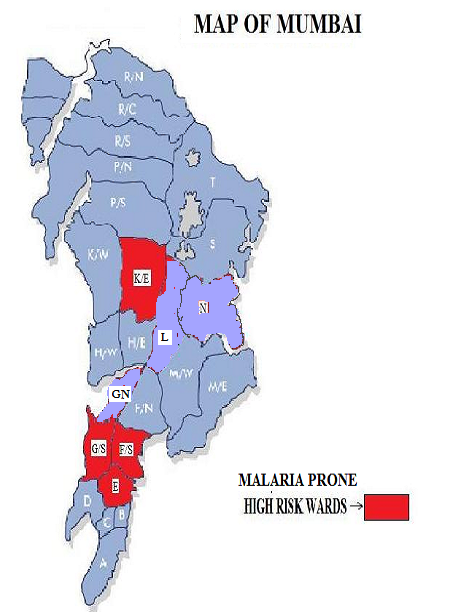 MAP OF MUMBAI
R/N
R/C
R/S
P/N
T
P/S
S
K/W
K/E
N
L
H/E
H/W
M/W
M/E
GN
F/N
G/S F/S
E
D
B
C
A
MALARIA PRONE
HIGH RISK WARDS